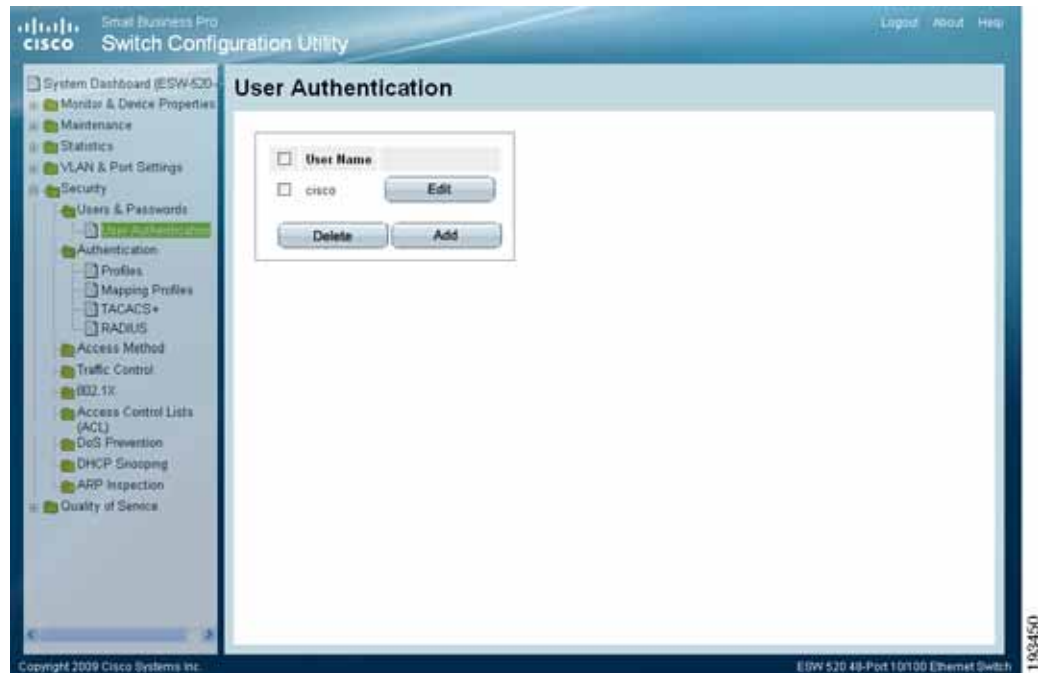 Small Business Pro
CISCO Switch Configuration Utility
Logout About Help
System Dashboard (ESW-520-
Monitor & Device Properties
Maintenance
Statistics
VLAN & Port Settings
Security
Users & Passwords
User Authentication
Authentication
Profiles
Mapping Profiles
TACACS+
RADIUS
Access Method
Traffic Control
802.1X
Access Control Lists
(ACL)
DoS Prevention
DHCP Snooping
ARP Inspection
Quality of Service
User Authentication
User Name
cisco Edit
Delete Add
Copyright 2009 Cisco Systems Inc.
ESW 520 48-Port 10/100 Ethernet Switch
193450